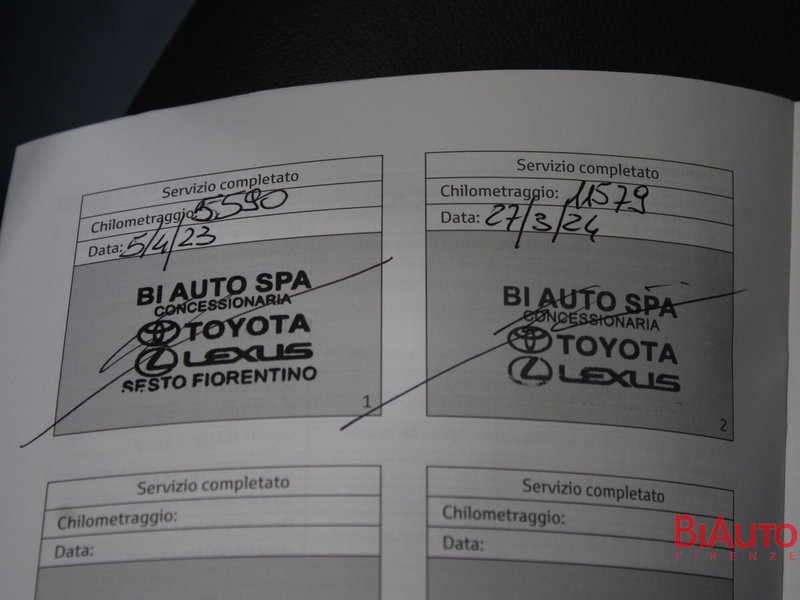 Servizio completato
Chilometraggio: 5.590
Data: 5/4/23
BI AUTO SPA
CONCESSIONARIA
TOYOTA
LEXUS
SESTO FIORENTINO
1
Servizio completato
Chilometraggio: 11579
Data: 27/3/24
BI AUTO SPA
CONCESSIONARIA
TOYOTA
LEXUS
2
Servizio completato
Chilometraggio:
Data:
Servizio completato
Chilometraggio:
Data:
BIAUTO
FIRENZE